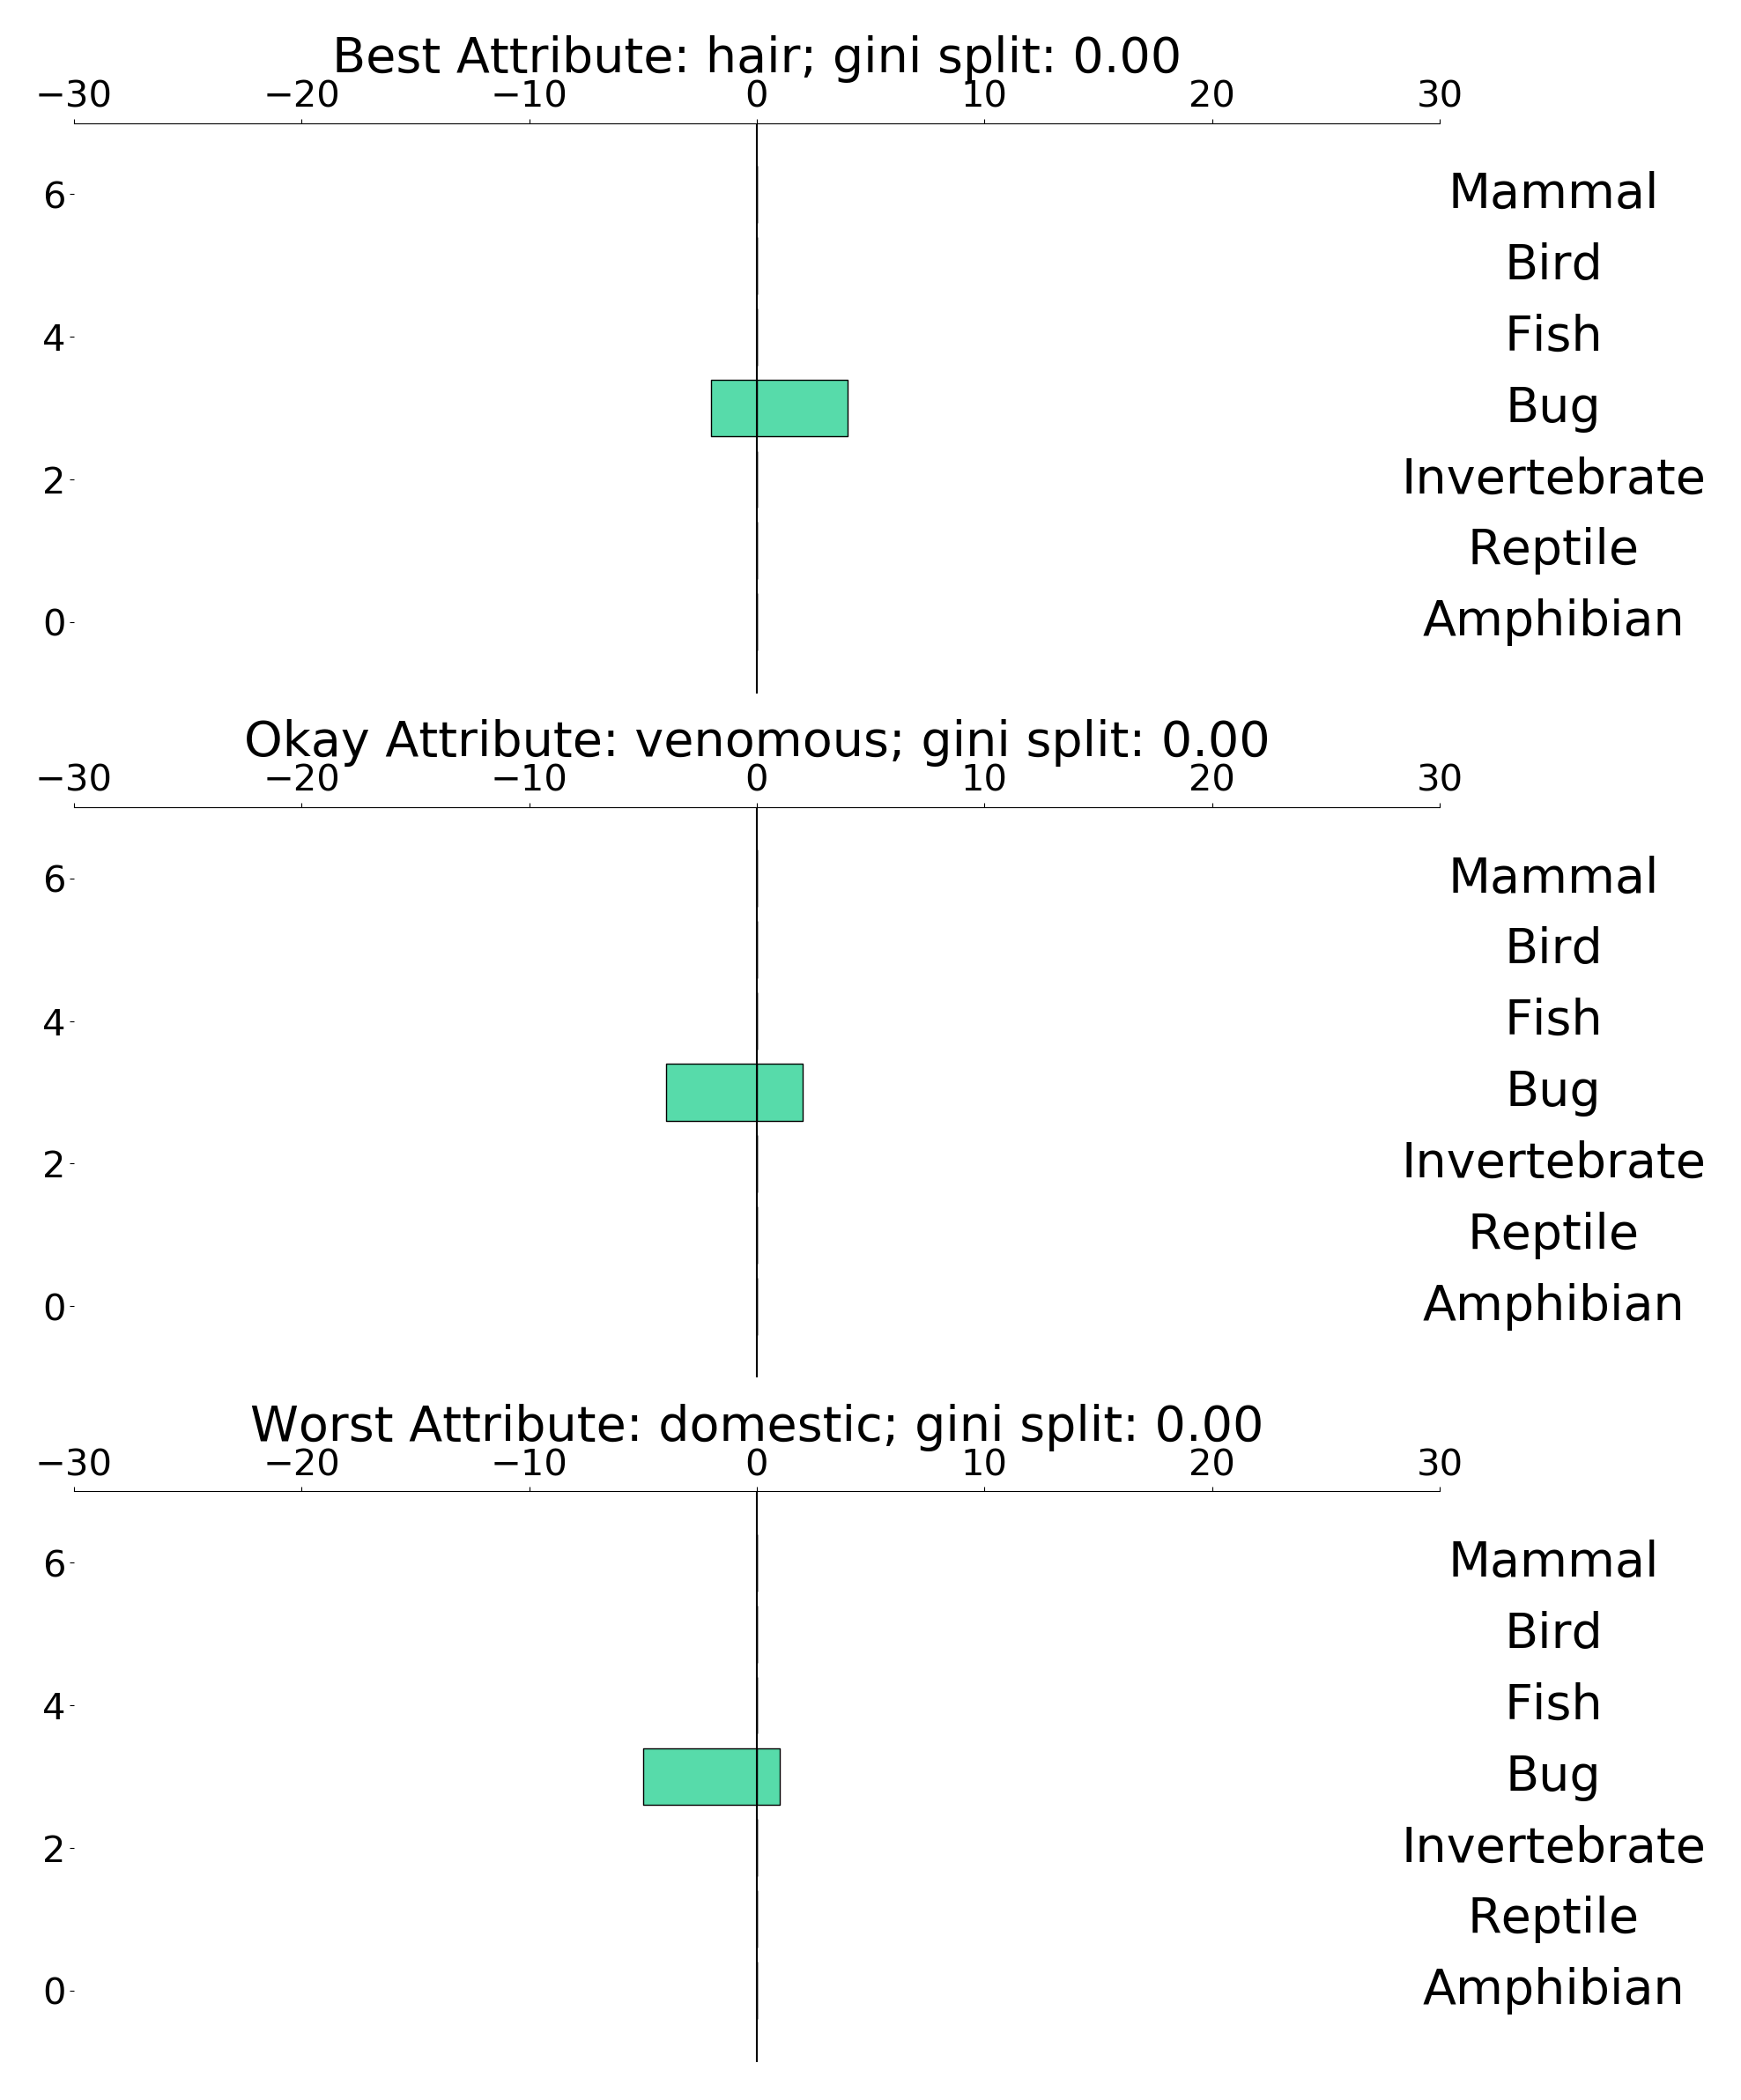 Best Attribute: hair; gini split: 0.00
−30 −20 −10 0 10 20 30
6 Mammal
Bird
4 Fish
Bug
2 Invertebrate
Reptile
0 Amphibian
Okay Attribute: venomous; gini split: 0.00
−30 −20 −10 0 10 20 30
6 Mammal
Bird
4 Fish
Bug
2 Invertebrate
Reptile
0 Amphibian
Worst Attribute: domestic; gini split: 0.00
−30 −20 −10 0 10 20 30
6 Mammal
Bird
4 Fish
Bug
2 Invertebrate
Reptile
0 Amphibian